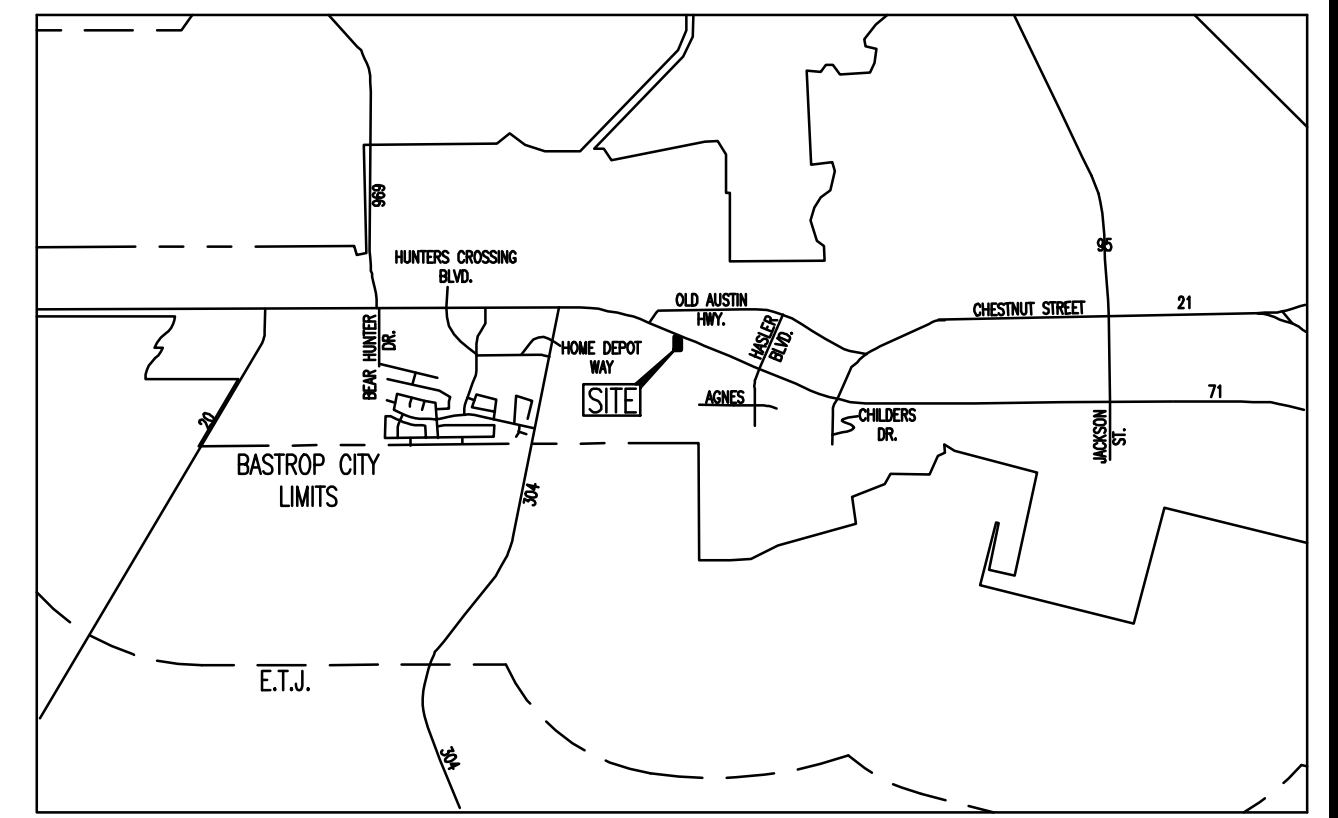 969
HUNTERS CROSSING
BLVD.
95
OLD AUSTIN
HWY.
CHESTNUT STREET
21
BEAR HUNTER
DR.
HASLER
BLVD.
HOME DEPOT
WAY
SITE
AGNES
71
20
CHILDERS
DR.
JACKSON
ST.
BASTROP CITY
LIMITS
304
E.T.J.
304